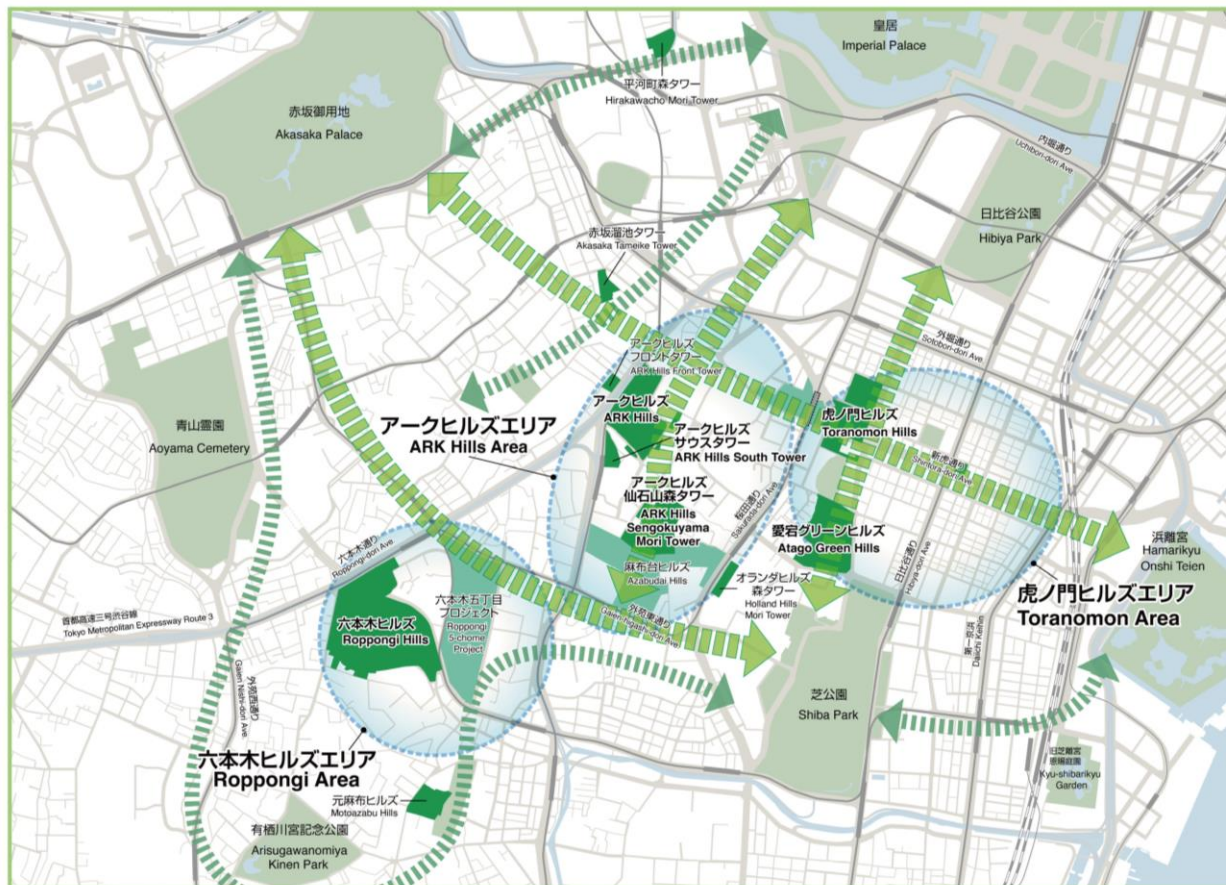 皇居
Imperial Palace
平河町森タワー
Hirakawacho Mori Tower
赤坂御用地
Akasaka Palace
内堀通り
Uchibori-dori Ave.
日比谷公園
Hibiya Park
赤坂溜池タワー
Akasaka Tameike Tower
外堀通り
Sotobori-dori Ave.
アークヒルズ
フロントタワー
ARK Hills Front Tower
アークヒルズ
ARK Hills
アークヒルズエリア
ARK Hills Area
アークヒルズ
サウスタワー
ARK Hills South Tower
虎ノ門ヒルズ
Toranomon Hills
新虎通り
Shintora-dori Ave.
青山霊園
Aoyama Cemetery
アークヒルズ
仙石山森タワー
ARK Hills
Sengokuyama
Mori Tower
桜田通り
Sakurada-dori Ave.
愛宕グリーンヒルズ
Atago Green Hills
日比谷通り
Hibiya-dori Ave.
浜離宮
Hamarikyu
Onshi Teien
六本木通り
Roppongi-dori Ave.
麻布台ヒルズ
Azabudai Hills
オランダヒルズ
森タワー
Holland Hills
Mori Tower
虎ノ門ヒルズエリア
Toranomon Area
首都高速三号渋谷線
Tokyo Metropolitan Expressway Route 3
六本木ヒルズ
Roppongi Hills
六本木五丁目
プロジェクト
Roppongi
5-chome
Project
外苑東通り
Gaien-higashi-dori Ave.
第一京浜
Daiichi Keihin
外苑西通り
Gaien Nishi-dori Ave.
芝公園
Shiba Park
六本木ヒルズエリア
Roppongi Area
旧芝離宮
恩賜庭園
Kyu-shibarikyu
Garden
元麻布ヒルズ
Motoazabu Hills
有栖川宮記念公園
Arisugawanomiya
Kinen Park